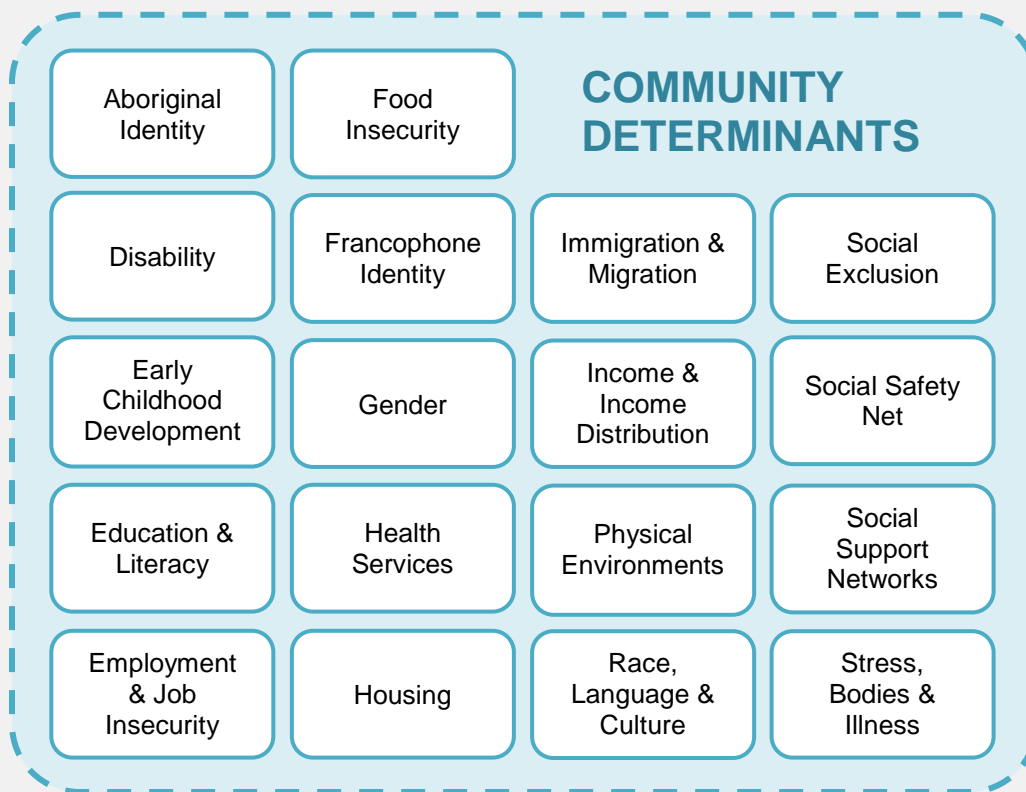 COMMUNITY
DETERMINANTS
Aboriginal
Identity
Food
Insecurity
Disability
Francophone
Identity
Immigration &
Migration
Social
Exclusion
Early
Childhood
Development
Gender
Income &
Income
Distribution
Social Safety
Net
Education &
Literacy
Health
Services
Physical
Environments
Social
Support
Networks
Employment
& Job
Insecurity
Housing
Race,
Language &
Culture
Stress,
Bodies &
Illness